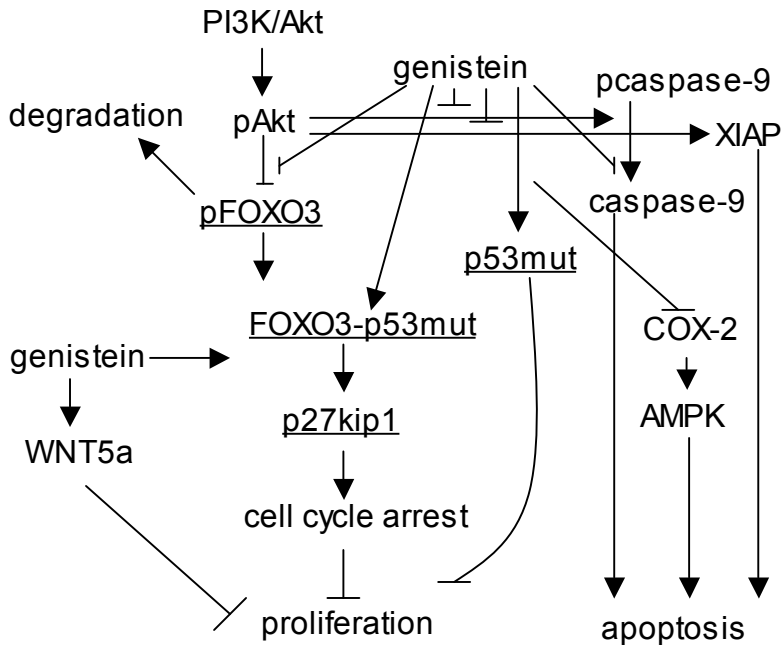 PI3K/Akt
genistein
pcaspase-9
degradation
pAkt
XIAP
pFOXO3
caspase-9
p53mut
FOXO3-p53mut
COX-2
genistein
p27kip1
AMPK
WNT5a
cell cycle arrest
proliferation
apoptosis